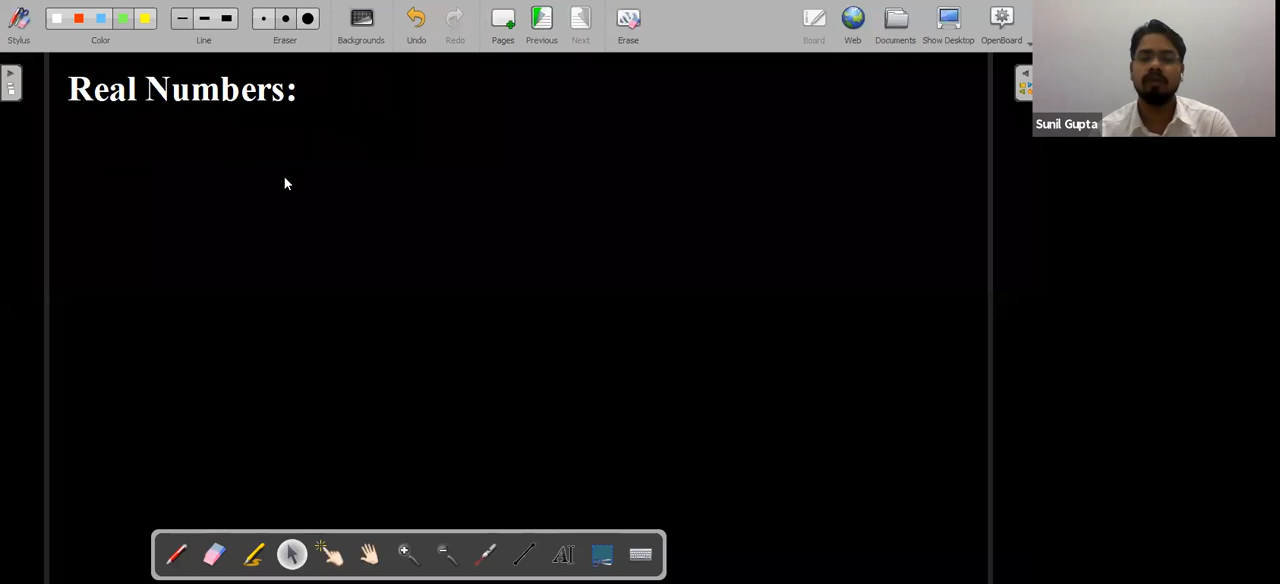 Stylus Color Line Eraser Backgrounds Undo Redo Pages Previous Next Erase Board Web Documents Show Desktop OpenBoard
Real Numbers:
Sunil Gupta
AI